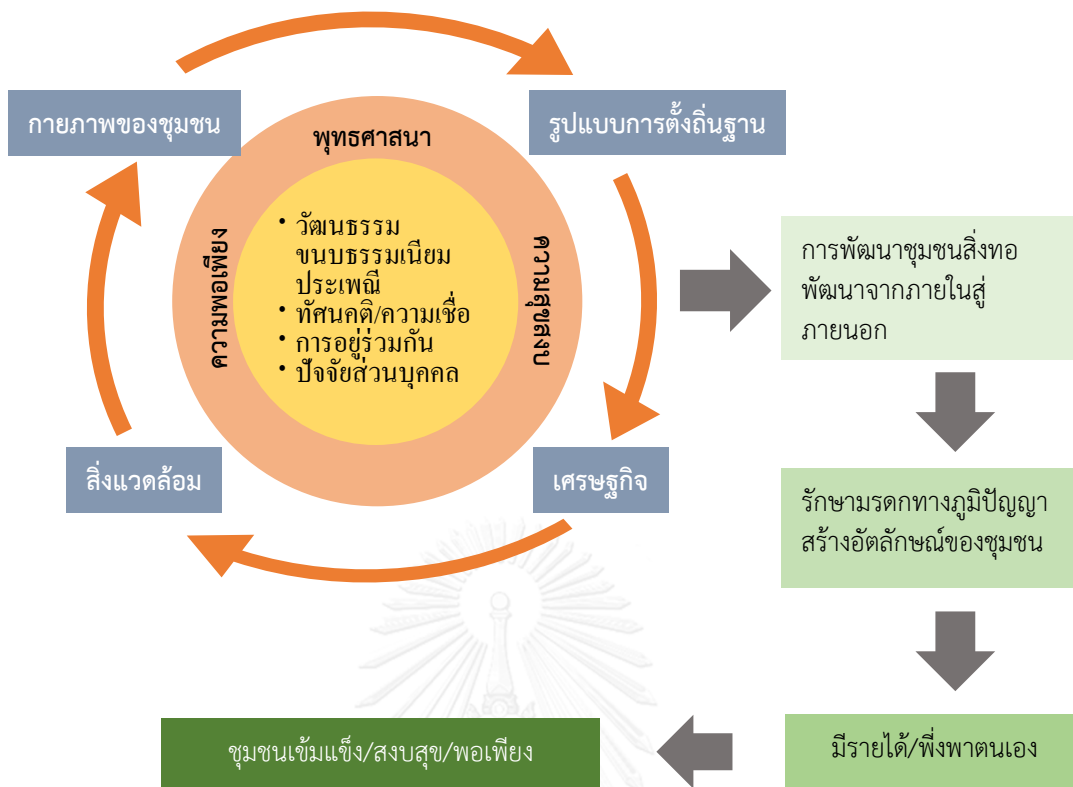 กายภาพของชุมชน
รูปแบบการตั้งถิ่นฐาน
พุทธศาสนา
ความพอเพียง
ความสุขสงบ
• วัฒนธรรม
ขนบธรรมเนียม
ประเพณี
• ทัศนคติ/ความเชื่อ
• การอยู่ร่วมกัน
• ปัจจัยส่วนบุคคล
สิ่งแวดล้อม
เศรษฐกิจ
การพัฒนาชุมชนสิ่งทอ
พัฒนาจากภายในสู่
ภายนอก
รักษามรดกทางภูมิปัญญา
สร้างอัตลักษณ์ของชุมชน
มีรายได้/พึ่งพาตนเอง
ชุมชนเข้มแข็ง/สงบสุข/พอเพียง